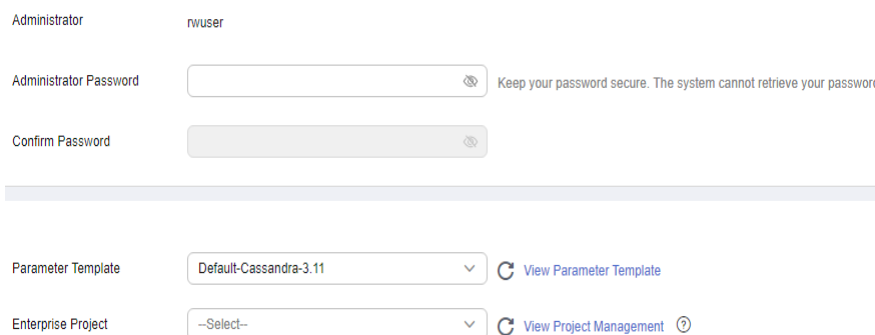 Administrator rwuser
Administrator Password Keep your password secure. The system cannot retrieve your password
Confirm Password
Parameter Template Default-Cassandra-3.11 View Parameter Template
Enterprise Project --Select-- View Project Management ?